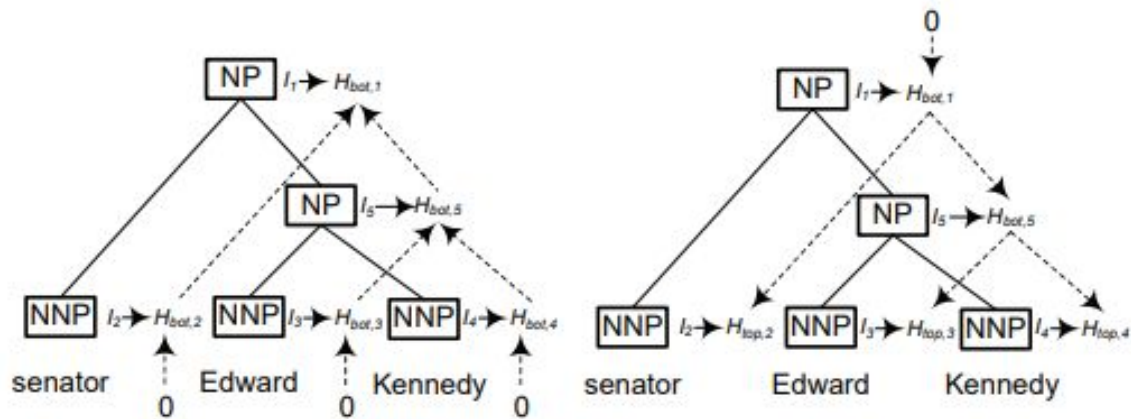 0
NP I1 Hbot,1 NP I1 Hbot,1
NP I5 Hbot,5 NP I5 Hbot,5
NNP I2 Hbot,2 NNP I3 Hbot,3 NNP I4 Hbot,4 NNP I2 Htop,2 NNP I3 Htop,3 NNP I4 Htop,4
senator Edward Kennedy senator Edward Kennedy
0 0 0